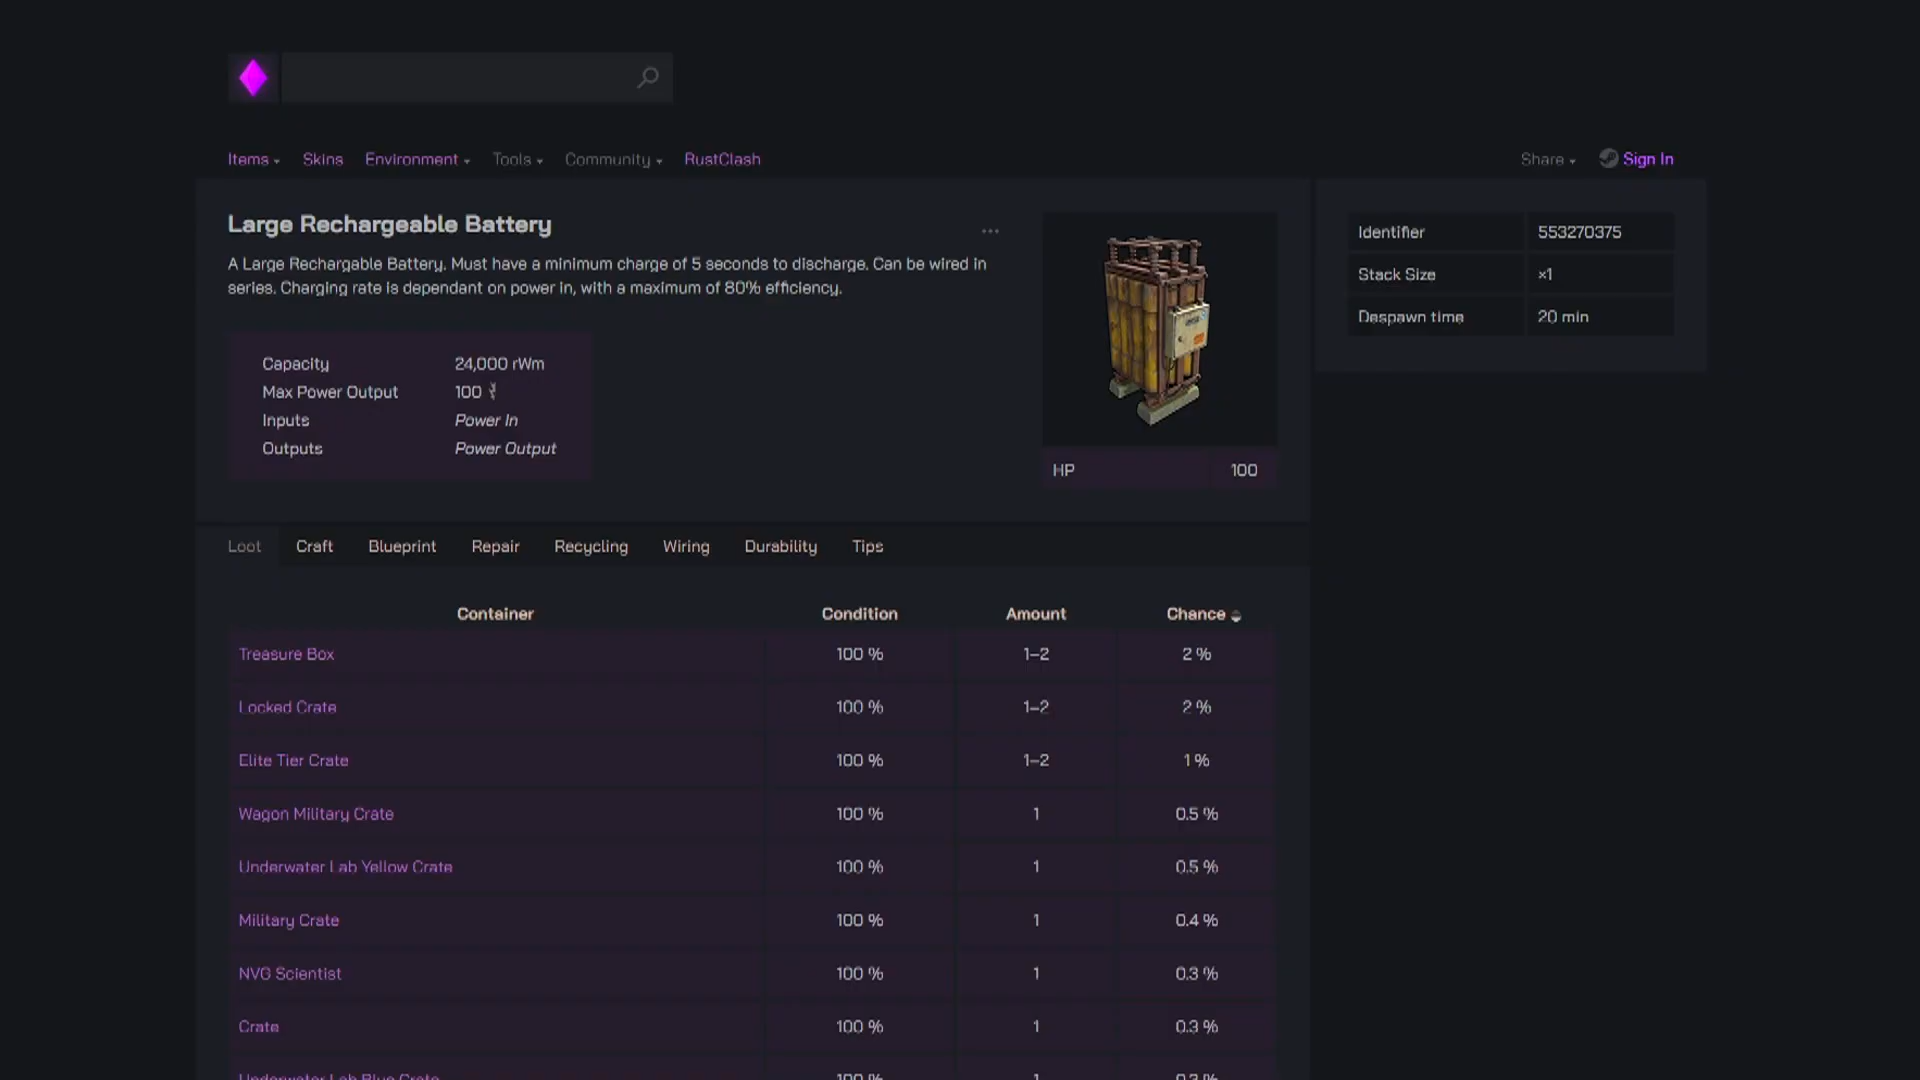 Items
Skins
Environment
Tools
Community
RustClash
Share
Sign In
Large Rechargeable Battery
...
A Large Rechargable Battery. Must have a minimum charge of 5 seconds to discharge. Can be wired in
series. Charging rate is dependant on power in, with a maximum of 80% efficiency.
Capacity 24,000 rWm
Max Power Output 100
Inputs Power In
Outputs Power Output
HP 100
Identifier 553270375
Stack Size ×1
Despawn time 20 min
Loot Craft Blueprint Repair Recycling Wiring Durability Tips
Container Condition Amount Chance
Treasure Box 100 % 1–2 2 %
Locked Crate 100 % 1–2 2 %
Elite Tier Crate 100 % 1–2 1 %
Wagon Military Crate 100 % 1 0.5 %
Underwater Lab Yellow Crate 100 % 1 0.5 %
Military Crate 100 % 1 0.4 %
NVG Scientist 100 % 1 0.3 %
Crate 100 % 1 0.3 %
Underwater Lab Blue Crate 100 % 1